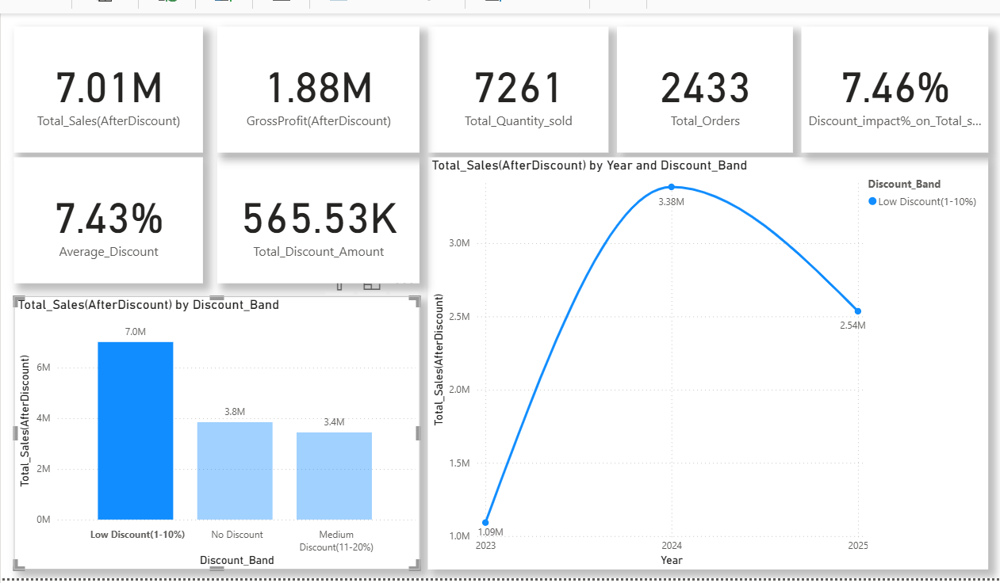 7.01M
Total_Sales(AfterDiscount)
1.88M
GrossProfit(AfterDiscount)
7261
Total_Quantity_sold
2433
Total_Orders
7.46%
Discount_impact%_on_Total_s...
7.43%
Average_Discount
565.53K
Total_Discount_Amount
Total_Sales(AfterDiscount) by Year and Discount_Band
Discount_Band
Low Discount(1-10%)
Total_Sales(AfterDiscount)
3.0M
2.5M
2.0M
1.5M
1.0M
3.38M
2.54M
1.09M
2023
2024
2025
Year
Total_Sales(AfterDiscount) by Discount_Band
Total_Sales(AfterDiscount)
6M
4M
2M
0M
7.0M
3.8M
3.4M
Low Discount(1-10%)
No Discount
Medium
Discount(11-20%)
Discount_Band